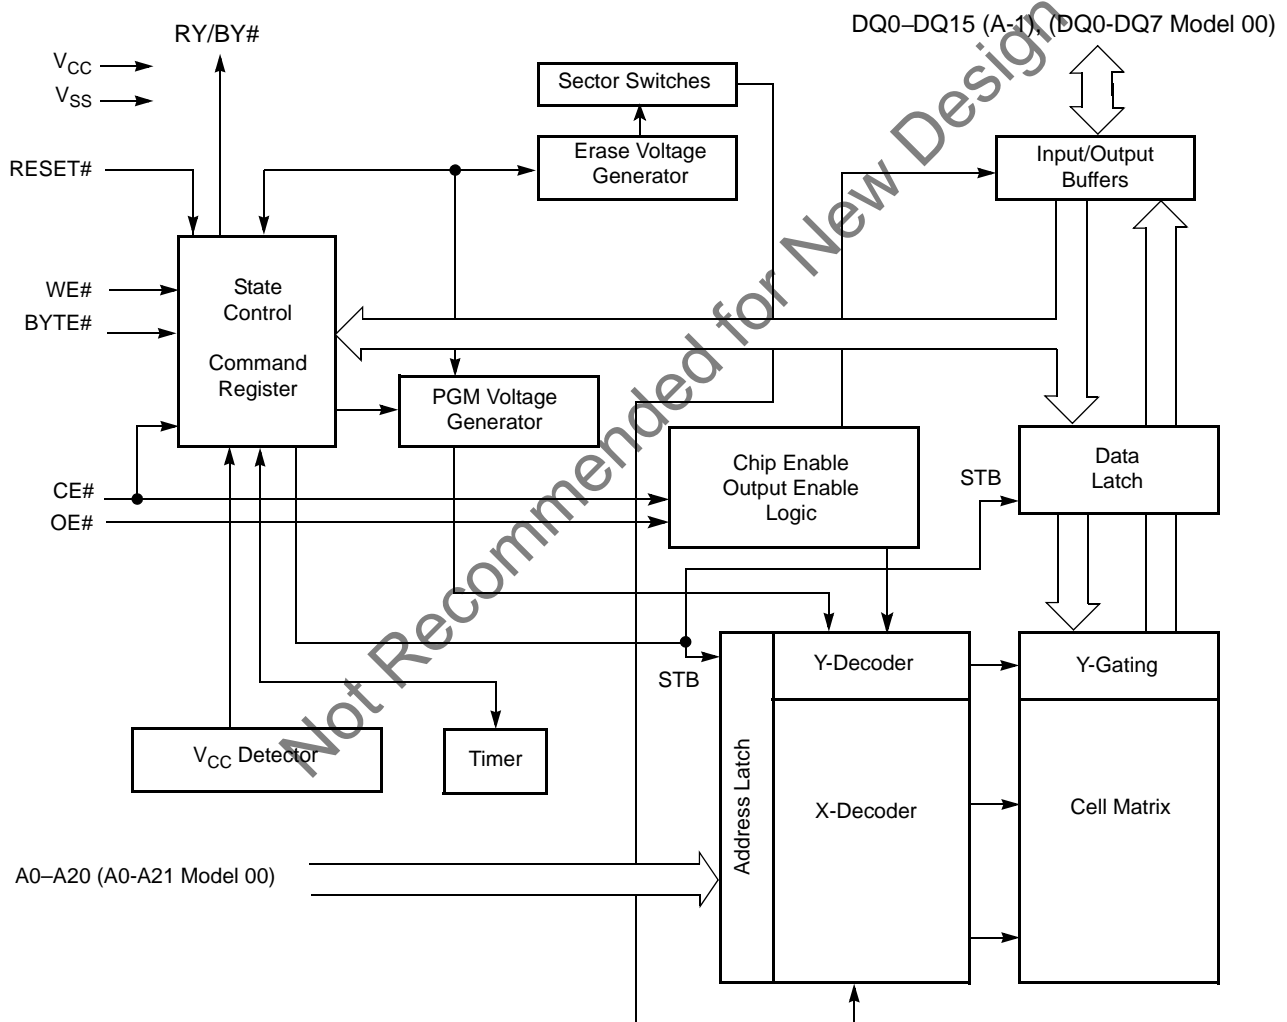 DQ0–DQ15 (A-1), (DQ0-DQ7 Model 00)
RY/BY#
VCC
VSS
Sector Switches
Erase Voltage
Generator
Input/Output
Buffers
RESET#
WE#
BYTE#
State
Control
Command
Register
PGM Voltage
Generator
Chip Enable
Output Enable
Logic
Data
Latch
STB
CE#
OE#
STB
Y-Decoder
Y-Gating
VCC Detector
Timer
Address Latch
X-Decoder
Cell Matrix
A0–A20 (A0-A21 Model 00)
Not Recommended for New Design